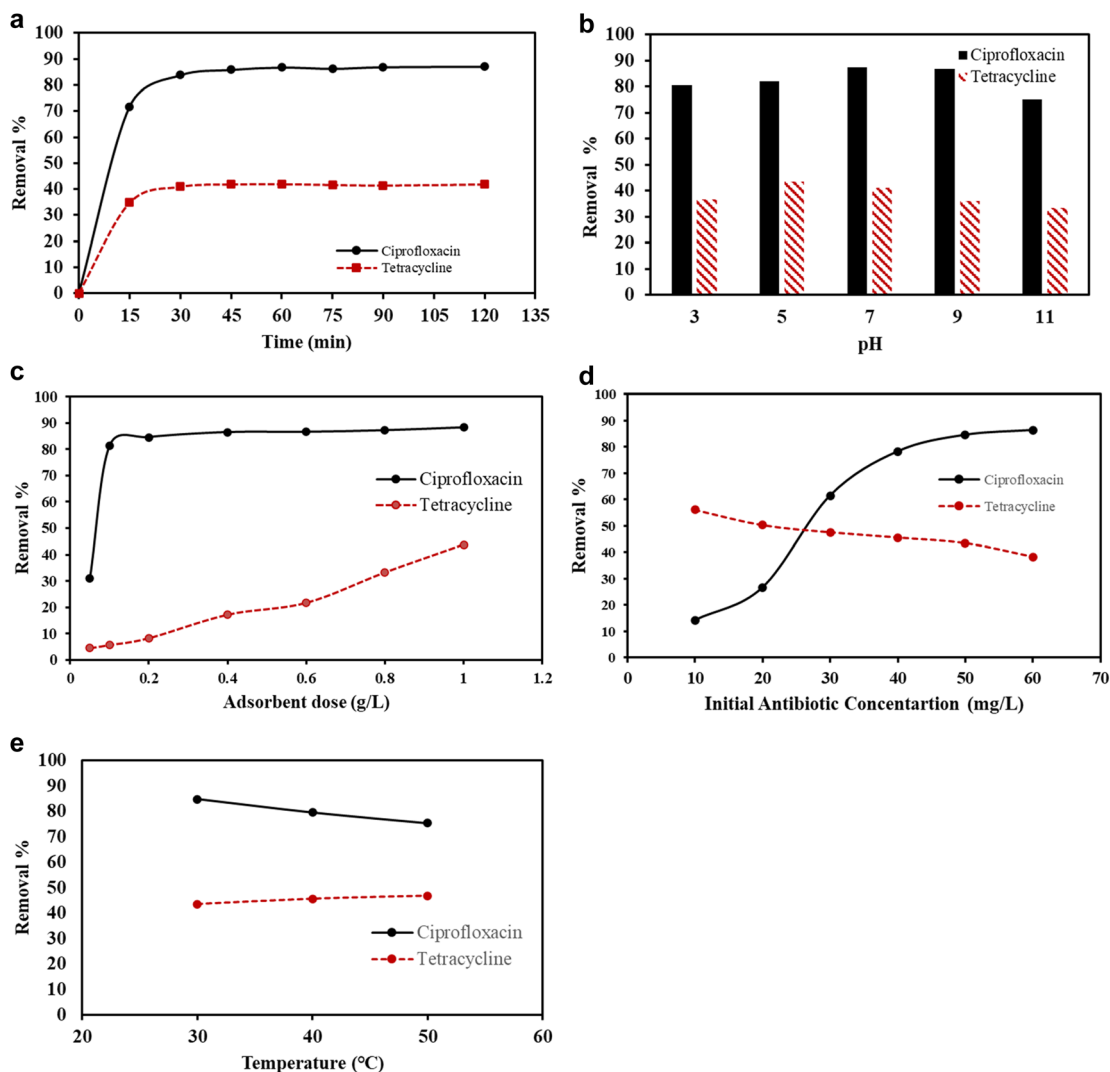 a
100
90
80
70
60
50
40
30
20
10
0
Removal %
Ciprofloxacin
Tetracycline
0 15 30 45 60 75 90 105 120 135
Time (min)
b
100
90
80
70
60
50
40
30
20
10
0
Removal %
Ciprofloxacin
Tetracycline
3 5 7 9 11
pH
c
100
90
80
70
60
50
40
30
20
10
0
Removal %
Ciprofloxacin
Tetracycline
0 0.2 0.4 0.6 0.8 1 1.2
Adsorbent dose (g/L)
d
100
90
80
70
60
50
40
30
20
10
0
Removal %
Ciprofloxacin
Tetracycline
0 10 20 30 40 50 60 70
Initial Antibiotic Concentartion (mg/L)
e
100
90
80
70
60
50
40
30
20
10
0
Removal %
Ciprofloxacin
Tetracycline
20 30 40 50 60
Temperature (°C)